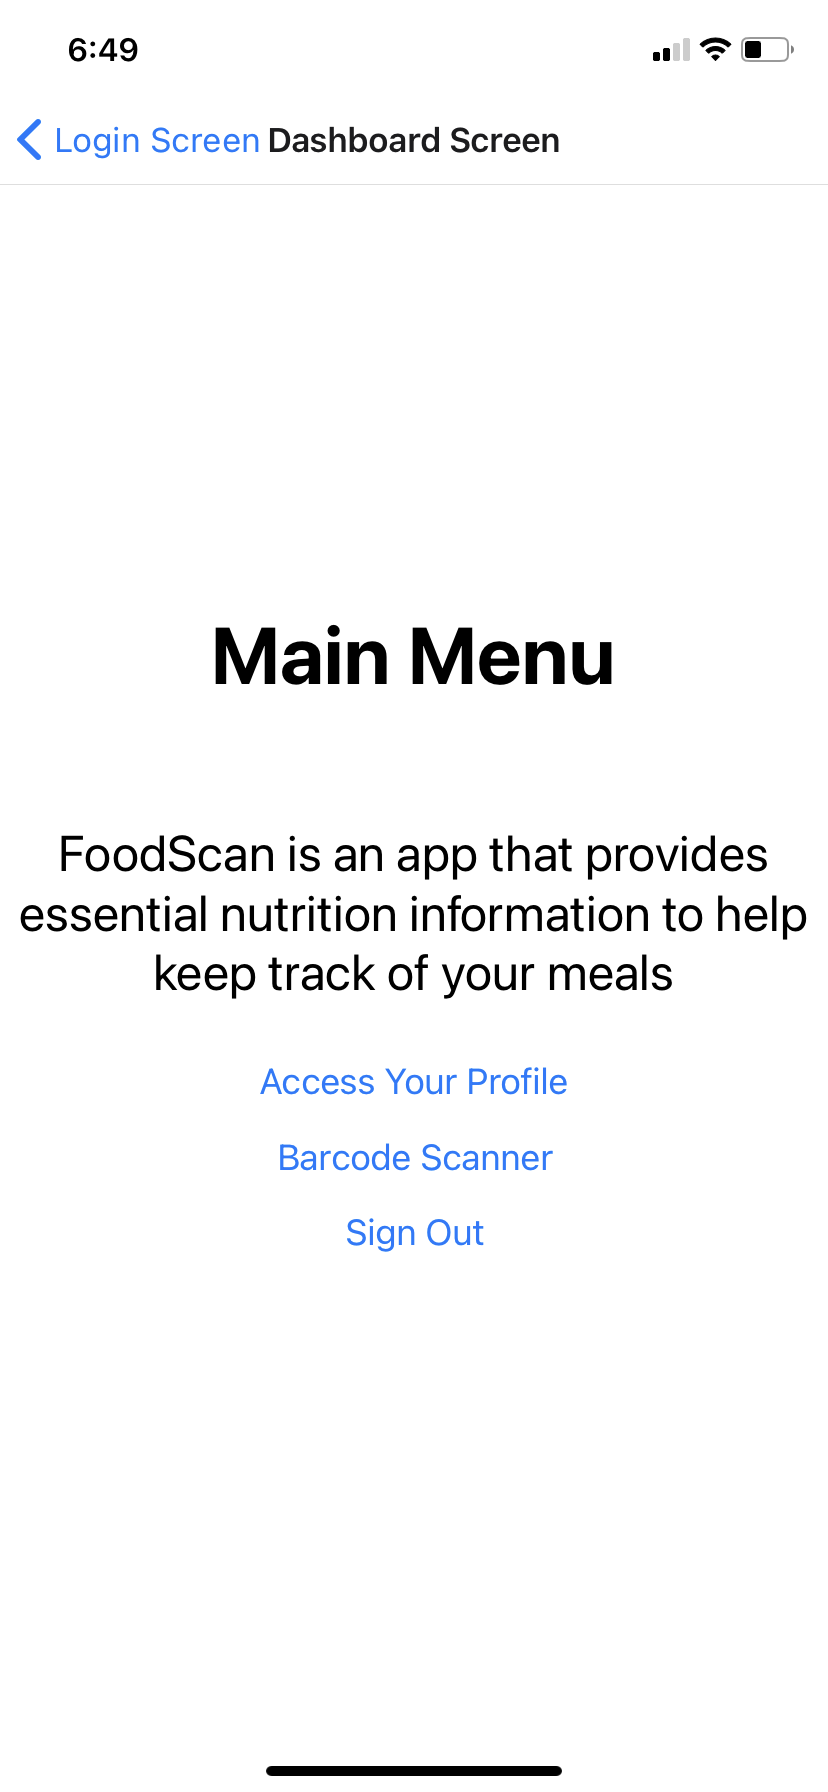 6:49
Login Screen Dashboard Screen
Main Menu
FoodScan is an app that provides
essential nutrition information to help
keep track of your meals
Access Your Profile
Barcode Scanner
Sign Out